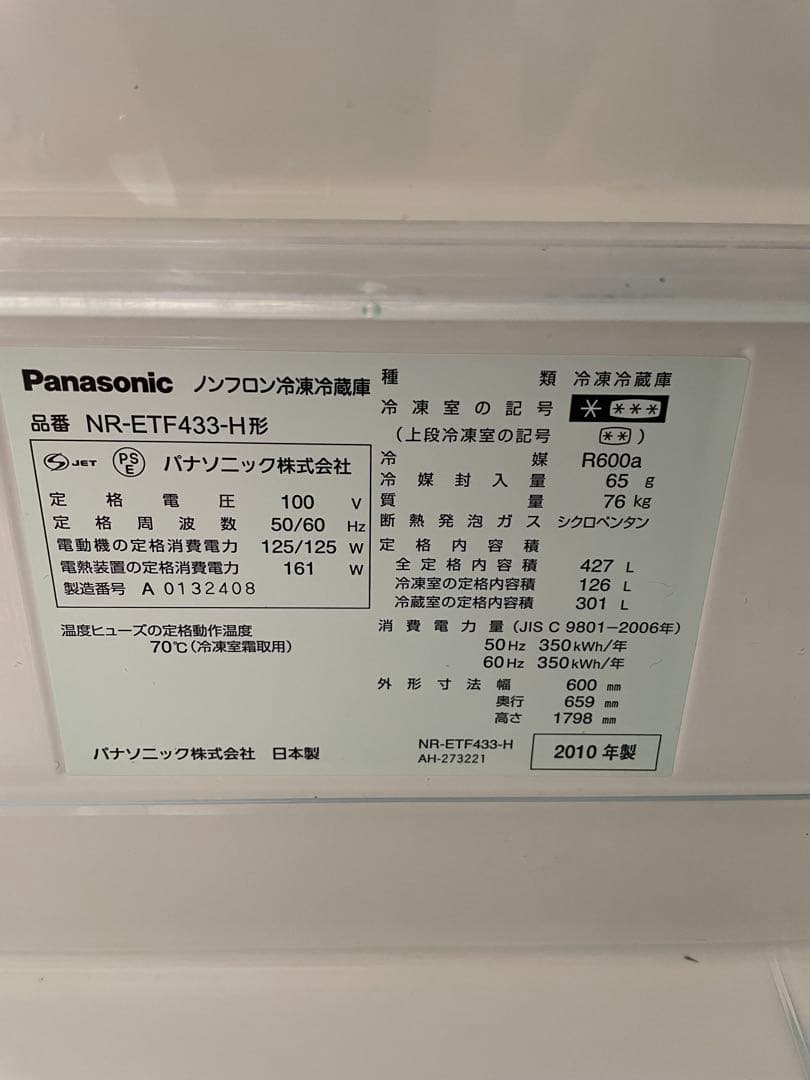 Panasonic ノンフロン冷凍冷蔵庫
品番 NR-ETF433-H形
S JET PS E パナソニック株式会社
定格電圧 100 V
定格周波数 50/60 Hz
電動機の定格消費電力 125/125 W
電熱装置の定格消費電力 161 W
製造番号 A 0132408
温度ヒューズの定格動作温度
70℃(冷凍室霜取用)
パナソニック株式会社 日本製
種類 冷凍冷蔵庫
冷凍室の記号 * ***
(上段冷凍室の記号 ** )
冷媒 R600a
冷媒封入量 65 g
質量 76 kg
断熱発泡ガス シクロペンタン
定格内容積
全定格内容積 427 L
冷凍室の定格内容積 126 L
冷蔵室の定格内容積 301 L
消費電力量 (JIS C 9801-2006年)
50Hz 350kWh/年
60Hz 350kWh/年
外形寸法幅 600 mm
奥行 659 mm
高さ 1798 mm
NR-ETF433-H
AH-273221
2010年製